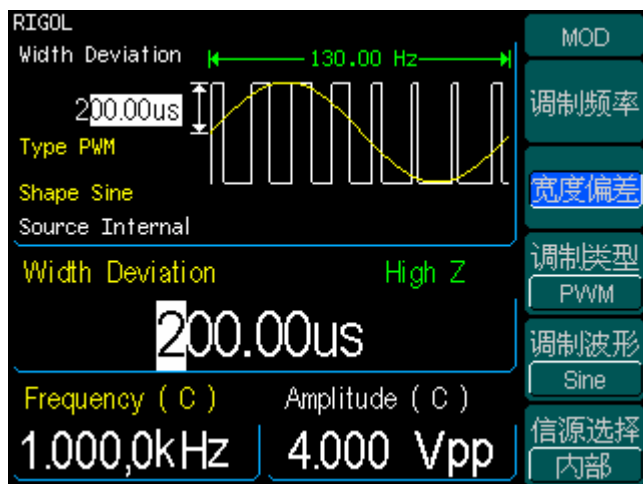 RIGOL
Width Deviation
130.00 Hz
200.00us
Type PWM
Shape Sine
Source Internal
Width Deviation
High Z
200.00us
Frequency ( C )
Amplitude ( C )
1.000,0kHz
4.000 Vpp
MOD
调制频率
宽度偏差
调制类型
PWM
调制波形
Sine
信源选择
内部